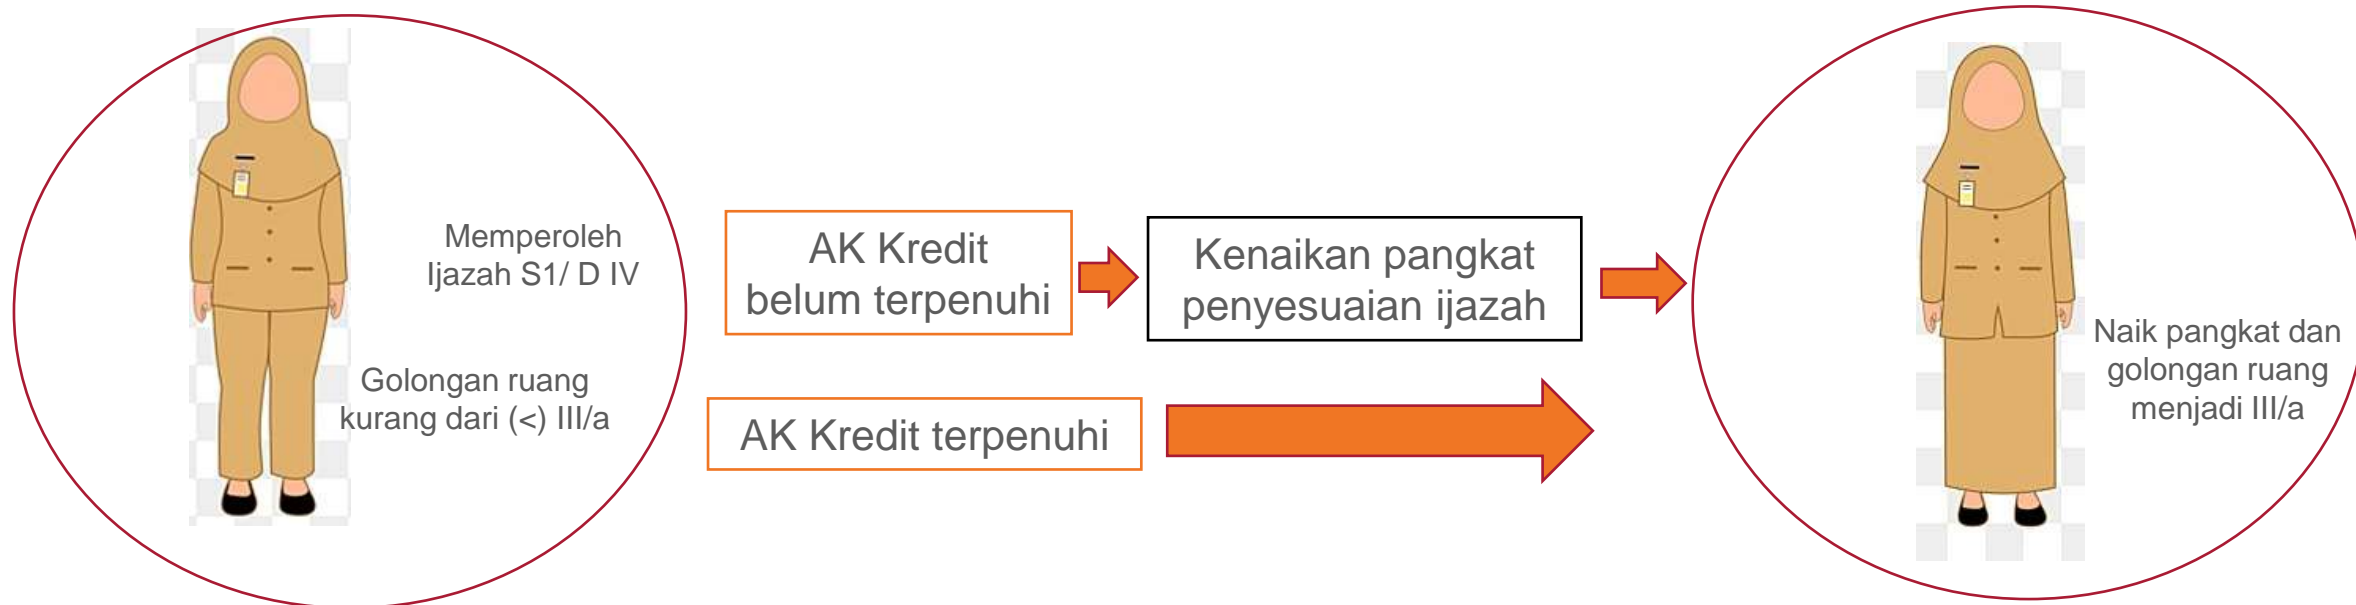 Memperoleh
Ijazah S1/ D IV
Golongan ruang
kurang dari (<) III/a
AK Kredit
belum terpenuhi
Kenaikan pangkat
penyesuaian ijazah
AK Kredit terpenuhi
Naik pangkat dan
golongan ruang
menjadi III/a